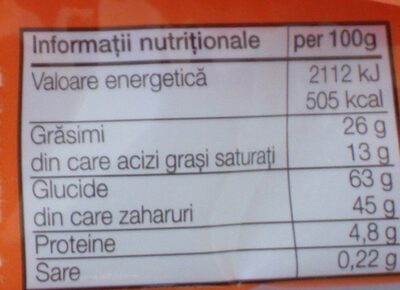 Informații nutriționale per 100g
Valoare energetică 2112 kJ
505 kcal
Grăsimi 26 g
din care acizi grași saturați 13 g
Glucide 63 g
din care zaharuri 45 g
Proteine 4,8 g
Sare 0,22 g